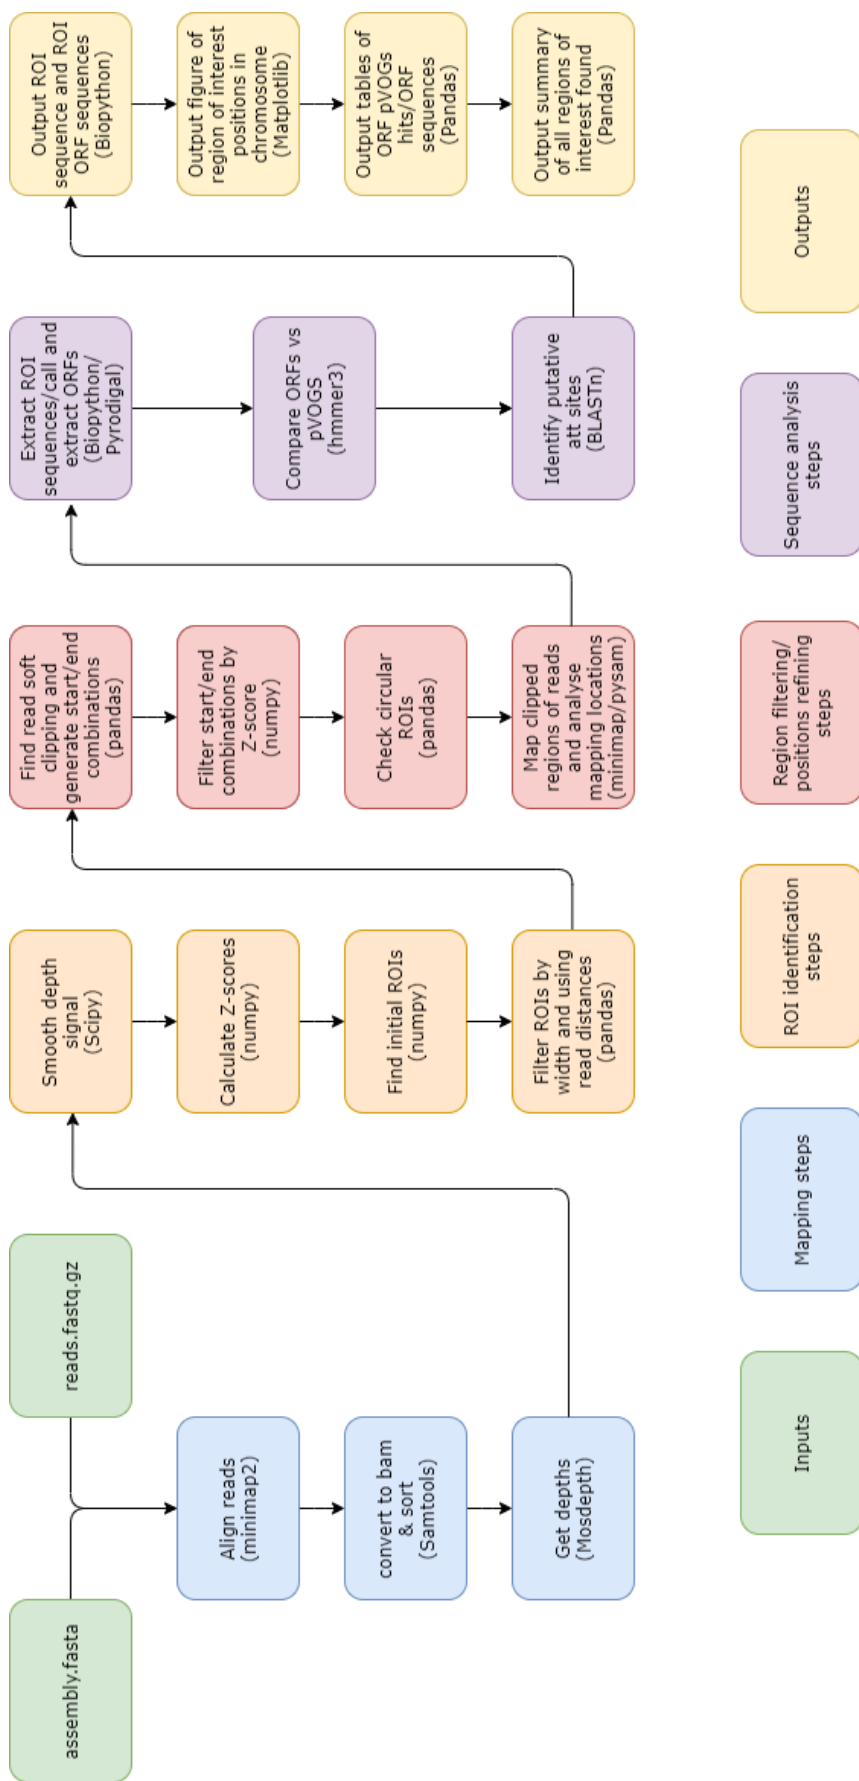 assembly.fasta
reads.fastq.gz
Align reads
(minimap2)
convert to bam
& sort
(Samtools)
Get depths
(Mosdepth)
Smooth depth
signal
(Scipy)
Calculate Z-scores
(numpy)
Find initial ROIs
(numpy)
Filter ROIs by
width and using
read distances
(pandas)
Find read soft
clipping and
generate start/end
combinations
(pandas)
Filter start/end
combinations by
Z-score
(numpy)
Check circular
ROIs
(pandas)
Map clipped
regions of reads
and analyse
mapping locations
(minimap/pysam)
Extract ROI
sequences/call and
extract ORFs
(Biopython/
Pyrodigal)
Compare ORFs vs
pVOGS
(hmmer3)
Identify putative
att sites
(BLASTn)
Output ROI
sequence and ROI
ORF sequences
(Biopython)
Output figure of
region of interest
positions in
chromosome
(Matplotlib)
Output tables of
ORF pVOGs
hits/ORF
sequences
(Pandas)
Output summary
of all regions of
interest found
(Pandas)
Inputs
Mapping steps
ROI identification
steps
Region filtering/
positions refining
steps
Sequence analysis
steps
Outputs